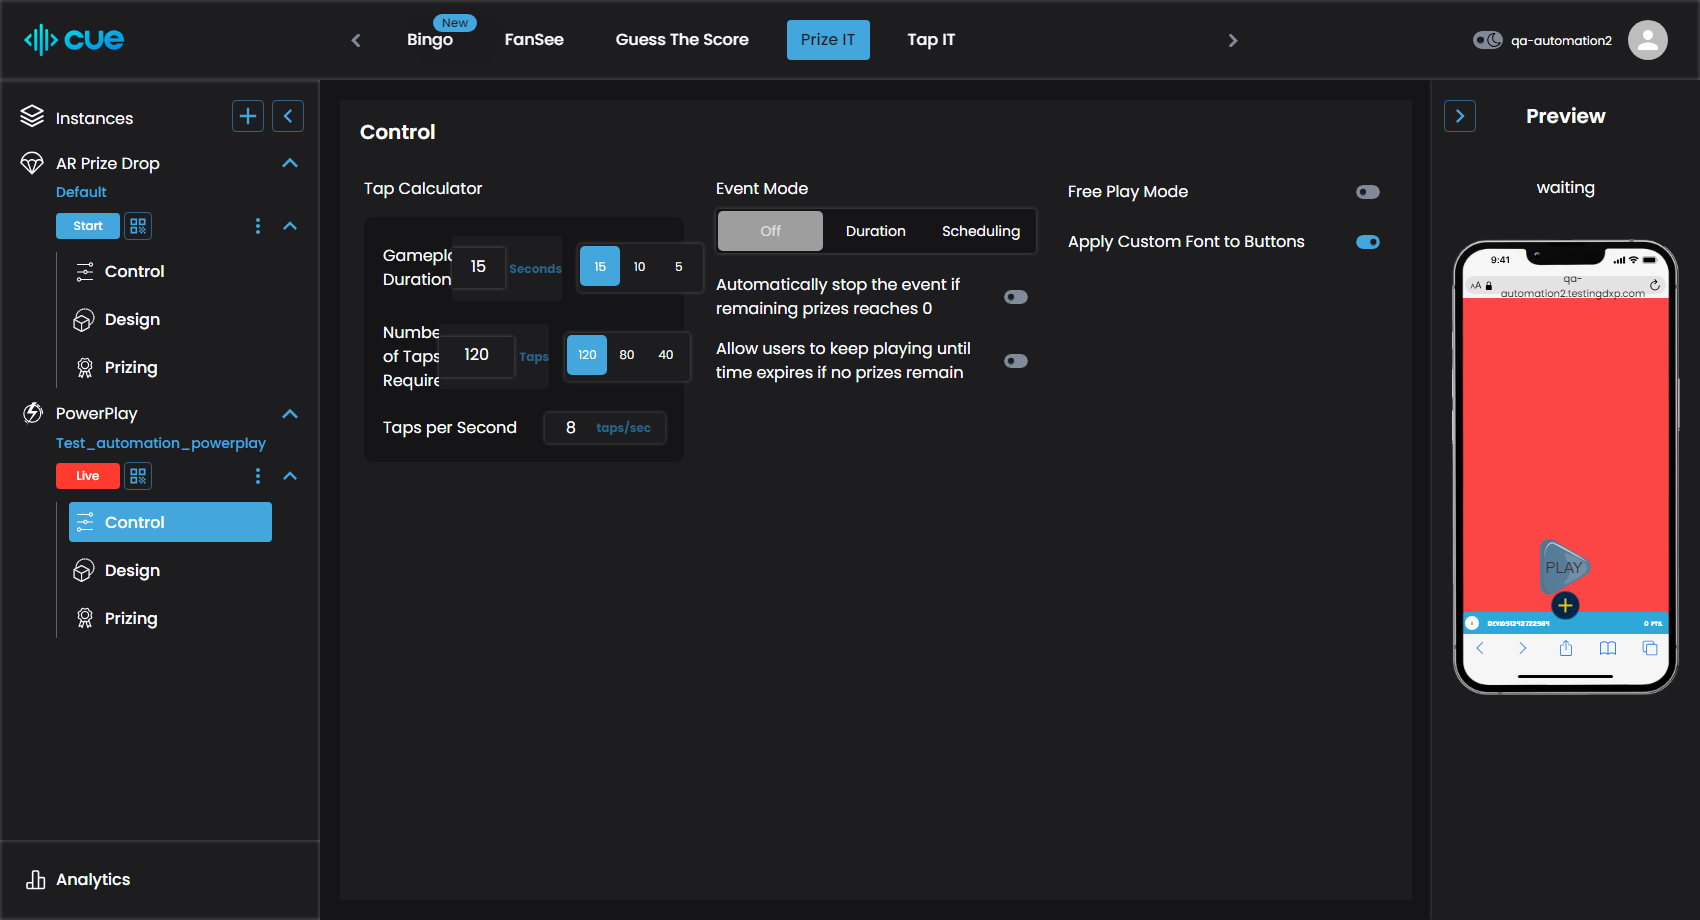 cue
New
Bingo
FanSee
Guess The Score
Prize IT
Tap IT
qa-automation2
Instances
AR Prize Drop
Default
Start
Control
Design
Prizing
PowerPlay
Test_automation_powerplay
Live
Control
Design
Prizing
Analytics
Control
Tap Calculator
Gamepl
Duration
15
Seconds
15
10
5
Numbe
of Taps
Require
120
Taps
120
80
40
Taps per Second
8
taps/sec
Event Mode
Off
Duration
Scheduling
Automatically stop the event if
remaining prizes reaches 0
Allow users to keep playing until
time expires if no prizes remain
Free Play Mode
Apply Custom Font to Buttons
Preview
waiting
9:41
AA
qa-
automation2.testingdxp.com
PLAY
0 PTS.